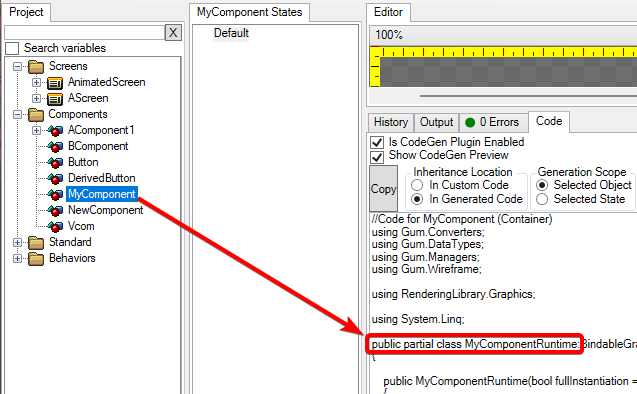 Project
X
Search variables
Screens
AnimatedScreen
AScreen
Components
AComponent1
BComponent
Button
DerivedButton
MyComponent
NewComponent
Vcom
Standard
Behaviors
MyComponent States
Default
Editor
100%
History Output 0 Errors Code
Is CodeGen Plugin Enabled
Show CodeGen Preview
Copy
Inheritance Location
In Custom Code
In Generated Code
Generation Scope
Selected Object
Selected State
//Code for MyComponent (Container)
using Gum.Converters;
using Gum.DataTypes;
using Gum.Managers;
using Gum.Wireframe;
using RenderingLibrary.Graphics;
using System.Linq;
public partial class MyComponentRuntime:BindableGra
{
public MyComponentRuntime(bool fullInstantiation =
{